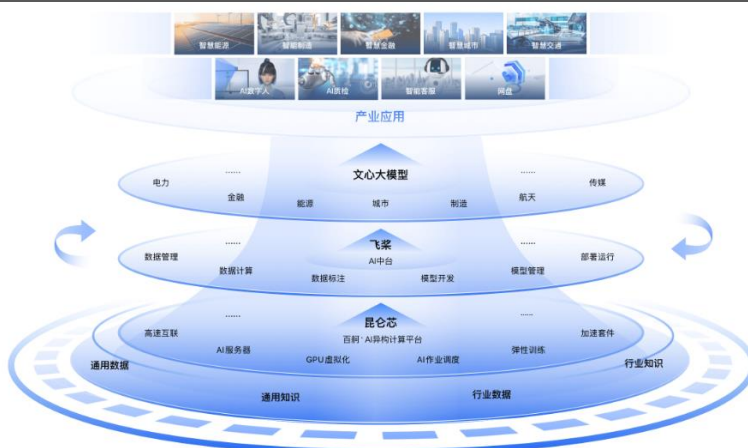 智慧能源 智能制造 智慧金融 智慧城市 智慧交通
AI数字人 AI质检 智能客服 网盘
产业应用
文心大模型
电力 …… …… 传媒
金融 能源 城市 制造 航天
飞桨
AI中台
数据管理 …… …… 部署运行
数据计算 数据标注 模型开发 模型管理
昆仑芯
百舸·AI异构计算平台
高速互联 …… …… 加速套件
AI服务器 GPU虚拟化 AI作业调度 弹性训练
通用数据 行业知识
通用知识 行业数据